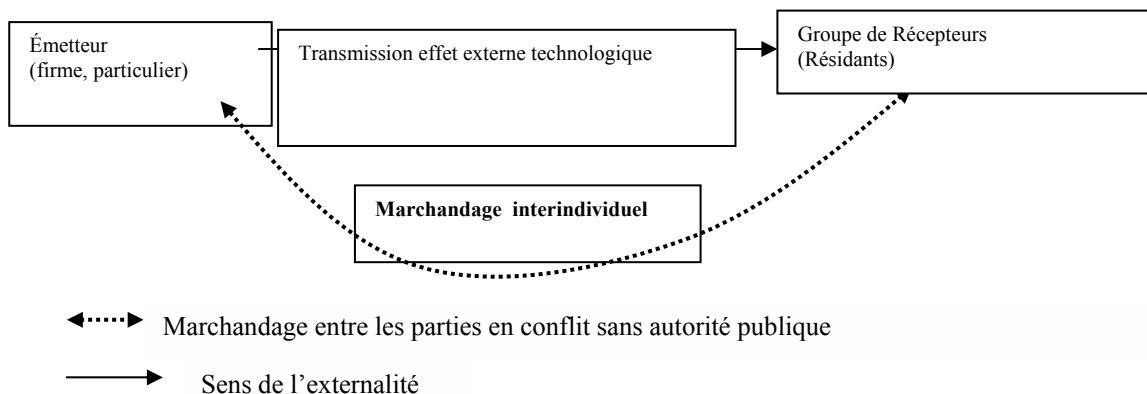 Émetteur
(firme, particulier)
Transmission effet externe technologique
Groupe de Récepteurs
(Résidants)
Marchandage interindividuel
Marchandage entre les parties en conflit sans autorité publique
Sens de l’externalité